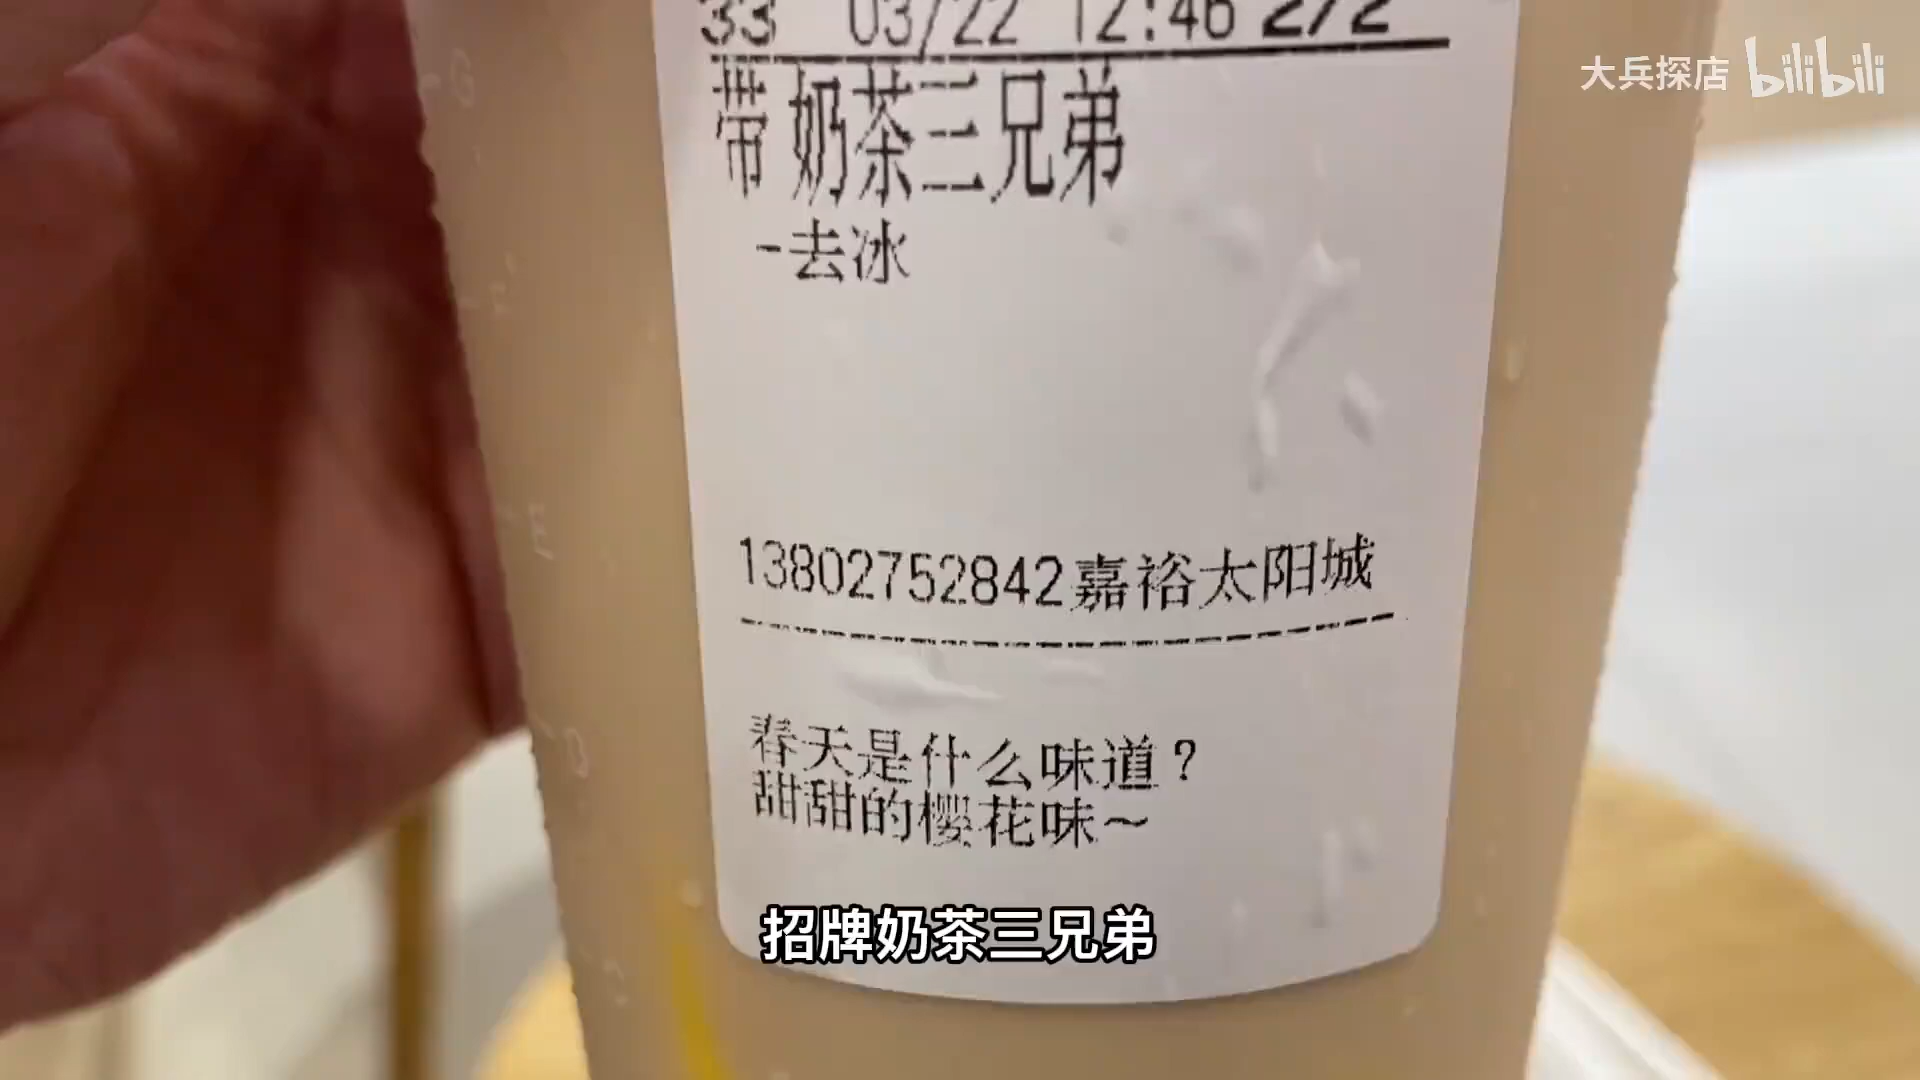 大兵探店 bilibili
33 03/22 12:46 2/2
带 奶茶三兄弟
-去冰
13802752842嘉裕太阳城
春天是什么味道？
甜甜的樱花味~
招牌奶茶三兄弟
G
F
E
D
C